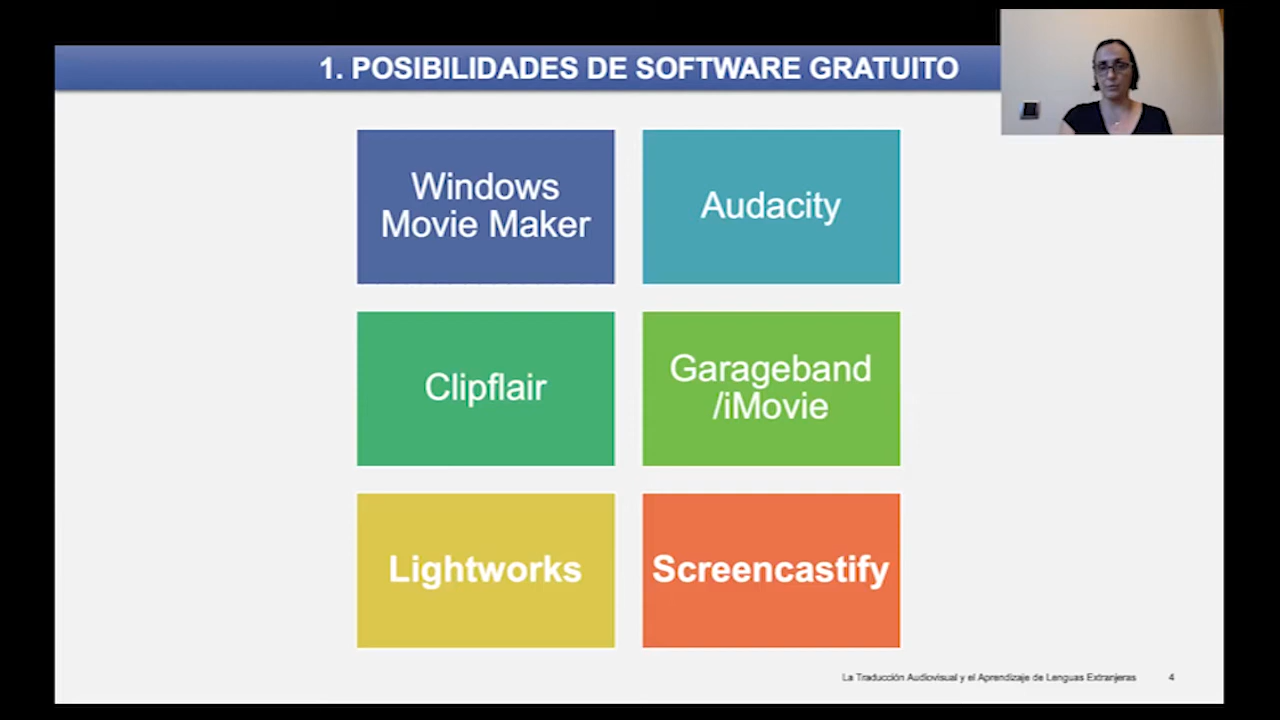 1. POSIBILIDADES DE SOFTWARE GRATUITO
Windows
Movie Maker
Audacity
Clipflair
Garageband
/iMovie
Lightworks
Screencastify
La Traducción Audiovisual y el Aprendizaje de Lenguas Extranjeras
4